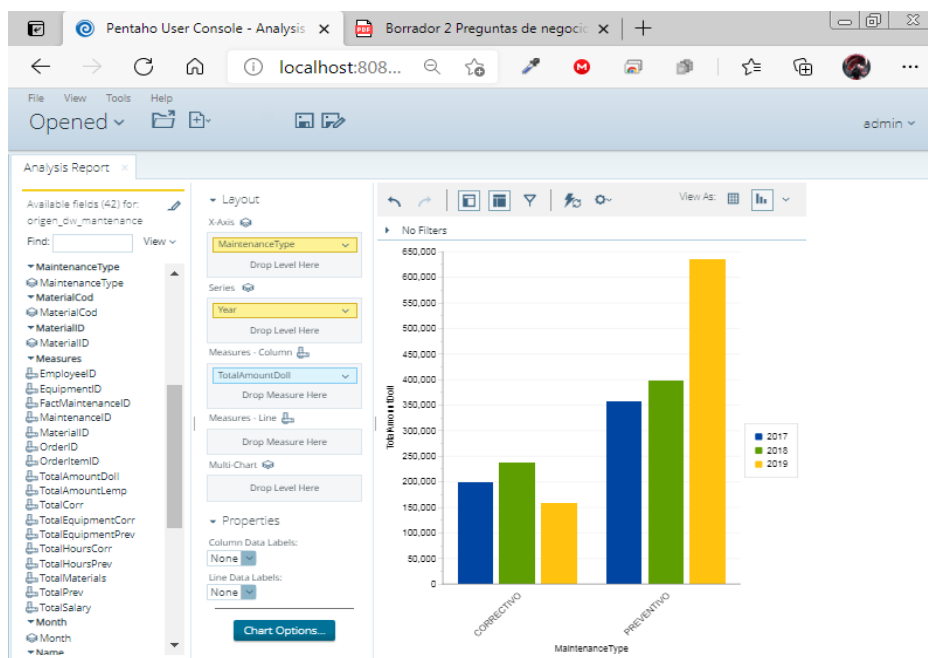 Pentaho User Console - Analysis
Borrador 2 Preguntas de negocio
localhost:808...
File View Tools Help
Opened
admin
Analysis Report
Available fields (42) for:
origen_dw_mantenance
Find:
View
MaintenanceType
MaintenanceType
MaterialCod
MaterialCod
MaterialID
MaterialID
Measures
EmployeeID
EquipmentID
FactMaintenanceID
MaintenanceID
MaterialID
OrderID
OrderItemID
TotalAmountDoll
TotalAmountLemp
TotalCorr
TotalEquipmentCorr
TotalEquipmentPrev
TotalHoursCorr
TotalHoursPrev
TotalMaterials
TotalPrev
TotalSalary
Month
Month
Name
Layout
X-Axis
MaintenanceType
Drop Level Here
Series
Year
Drop Level Here
Measures - Column
TotalAmountDoll
Drop Measure Here
Measures - Line
Drop Measure Here
Multi-Chart
Drop Level Here
Properties
Column Data Labels:
None
Line Data Labels:
None
Chart Options...
View As:
No Filters
650,000
600,000
550,000
500,000
450,000
400,000
350,000
300,000
250,000
200,000
150,000
100,000
50,000
0
TotalAmountDoll
CORRECTIVO
PREVENTIVO
MaintenanceType
2017
2018
2019